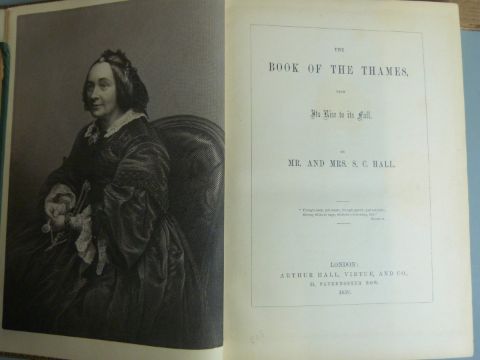 THE
BOOK OF THE THAMES,
FROM
Its Rise to its Fall.
BY
MR. AND MRS. S. C. HALL.
LONDON:
ARTHUR HALL, VIRTUE, AND CO.,
25, PATERNOSTER ROW.